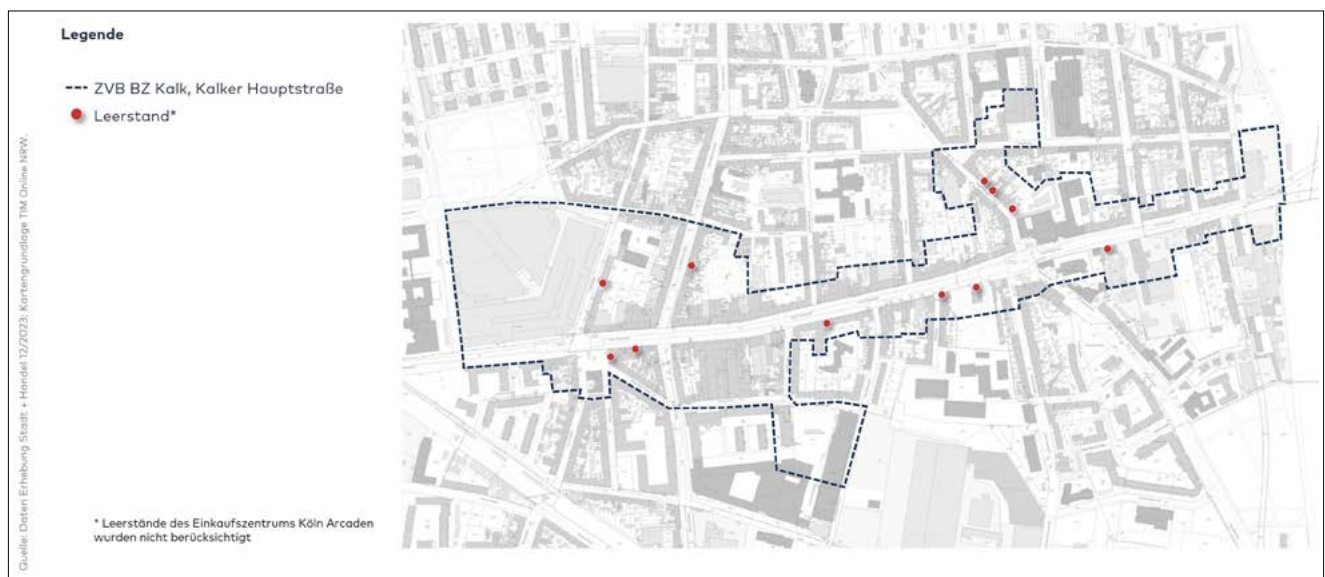 Legende
ZVB BZ Kalk, Kalker Hauptstraße
Leerstand*
* Leerstände des Einkaufszentrums Köln Arcaden
wurden nicht berücksichtigt
Quelle: Daten Erhebung Stadt + Handel 12/2023; Kartengrundlage TIM Online NRW.